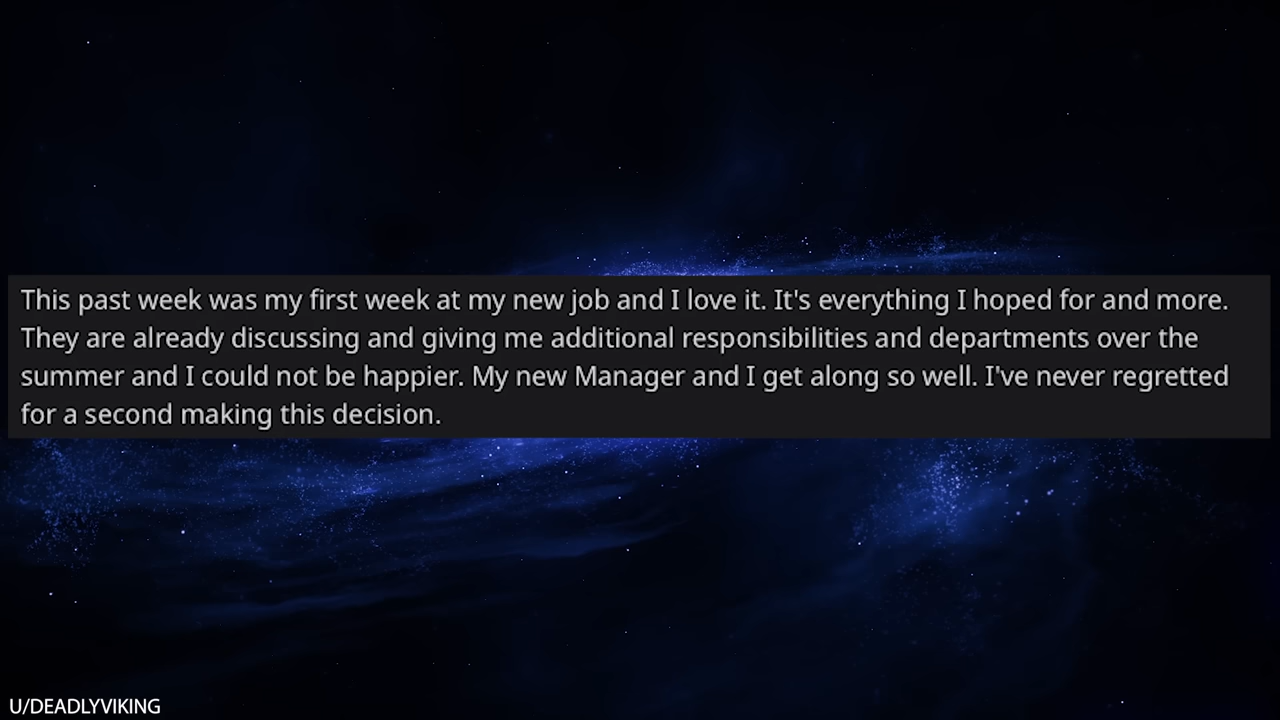 This past week was my first week at my new job and I love it. It's everything I hoped for and more.
They are already discussing and giving me additional responsibilities and departments over the
summer and I could not be happier. My new Manager and I get along so well. I've never regretted
for a second making this decision.
U/DEADLYVIKING